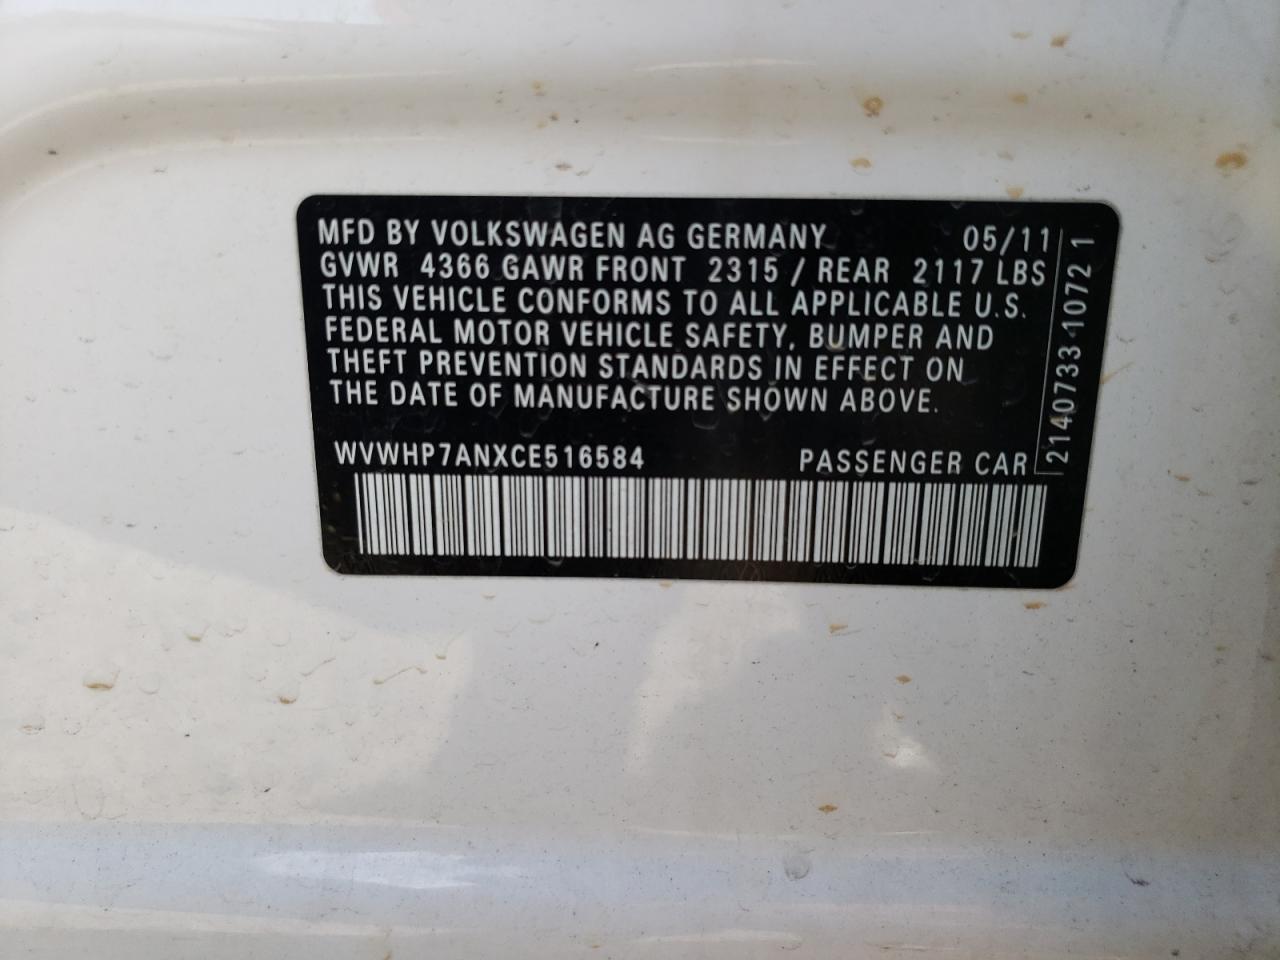 MFD BY VOLKSWAGEN AG GERMANY 05/11
GVWR 4366 GAWR FRONT 2315 / REAR 2117 LBS
THIS VEHICLE CONFORMS TO ALL APPLICABLE U.S.
FEDERAL MOTOR VEHICLE SAFETY, BUMPER AND
THEFT PREVENTION STANDARDS IN EFFECT ON
THE DATE OF MANUFACTURE SHOWN ABOVE.
WVWHP7ANXCE516584 PASSENGER CAR
2140733 1072 1